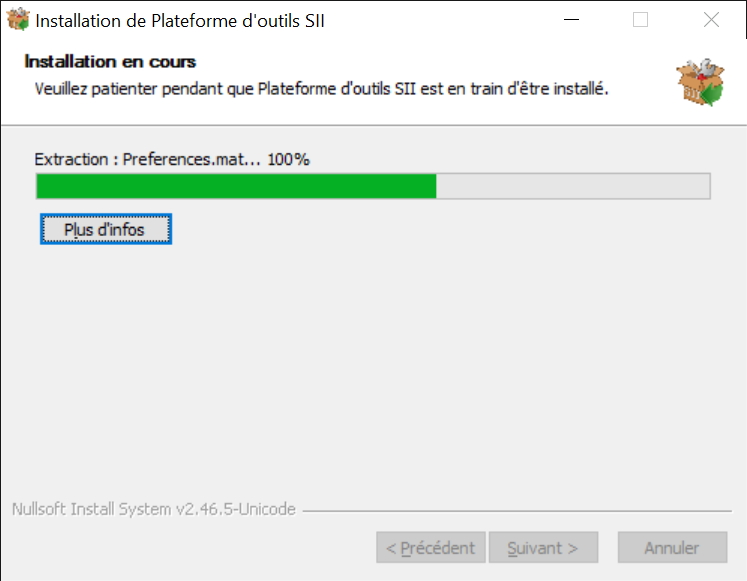 Installation de Plateforme d'outils SII
Installation en cours
Veuillez patienter pendant que Plateforme d'outils SII est en train d'être installé.
SII
Extraction : Preferences.mat... 100%
Plus d'infos
Nullsoft Install System v2.46.5-Unicode
< Précédent
Suivant >
Annuler